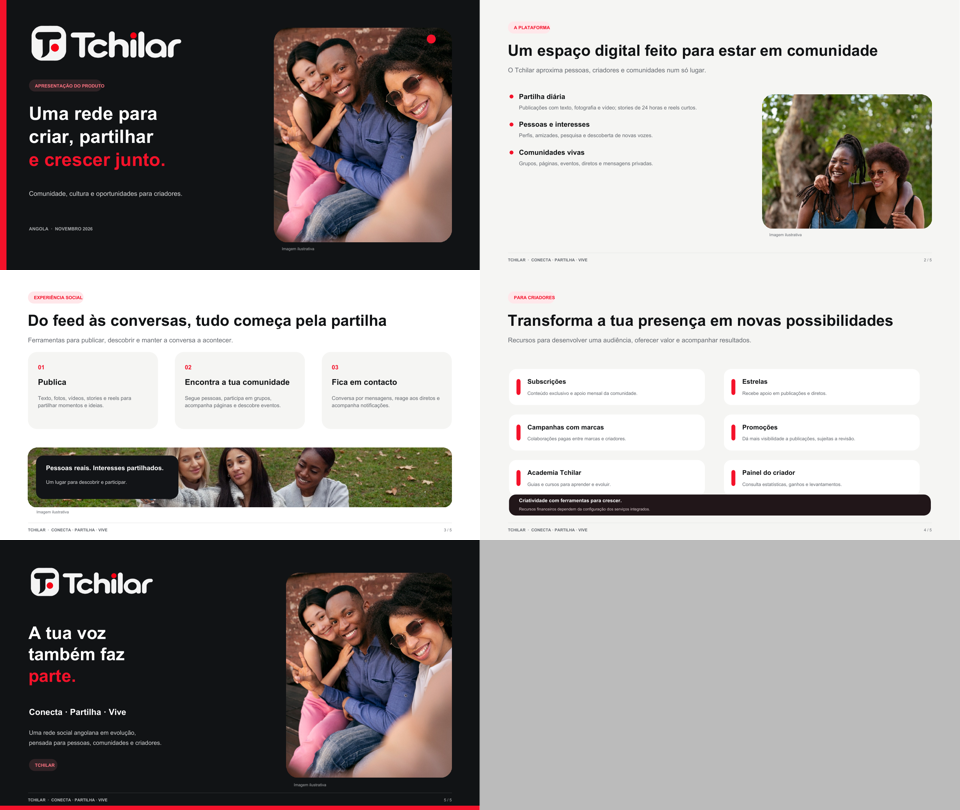 Tchilar
APRESENTAÇÃO DO PRODUTO
Uma rede para
criar, partilhar
e crescer junto.
Comunidade, cultura e oportunidades para criadores.
ANGOLA · NOVEMBRO 2026
Imagem ilustrativa
A PLATAFORMA
Um espaço digital feito para estar em comunidade
O Tchilar aproxima pessoas, criadores e comunidades num só lugar.
Partilha diária
Publicações com texto, fotografia e vídeo; stories de 24 horas e reels curtos.
Pessoas e interesses
Perfis, amizades, pesquisa e descoberta de novas vozes.
Comunidades vivas
Grupos, páginas, eventos, diretos e mensagens privadas.
Imagem ilustrativa
TCHILAR · CONECTA · PARTILHA · VIVE
2 / 5
EXPERIÊNCIA SOCIAL
Do feed às conversas, tudo começa pela partilha
Ferramentas para publicar, descobrir e manter a conversa a acontecer.
01
Publica
Texto, fotos, vídeos, stories e reels para
partilhar momentos e ideias.
02
Encontra a tua comunidade
Segue pessoas, participa em grupos,
acompanha páginas e descobre eventos.
03
Fica em contacto
Conversa por mensagens, reage aos diretos e
acompanha notificações.
Pessoas reais. Interesses partilhados.
Um lugar para descobrir e participar.
Imagem ilustrativa
TCHILAR · CONECTA · PARTILHA · VIVE
3 / 5
PARA CRIADORES
Transforma a tua presença em novas possibilidades
Recursos para desenvolver uma audiência, oferecer valor e acompanhar resultados.
Subscrições
Conteúdo exclusivo e apoio mensal da comunidade.
Estrelas
Recebe apoio em publicações e diretos.
Campanhas com marcas
Colaborações pagas entre marcas e criadores.
Promoções
Dá mais visibilidade a publicações, sujeitas a revisão.
Academia Tchilar
Guias e cursos para aprender e evoluir.
Painel do criador
Consulta estatísticas, ganhos e levantamentos.
Criatividade com ferramentas para crescer.
Recursos financeiros dependem da configuração dos serviços integrados.
TCHILAR · CONECTA · PARTILHA · VIVE
4 / 5
Tchilar
A tua voz
também faz
parte.
Conecta · Partilha · Vive
Uma rede social angolana em evolução,
pensada para pessoas, comunidades e criadores.
TCHILAR
Imagem ilustrativa
TCHILAR · CONECTA · PARTILHA · VIVE
5 / 5